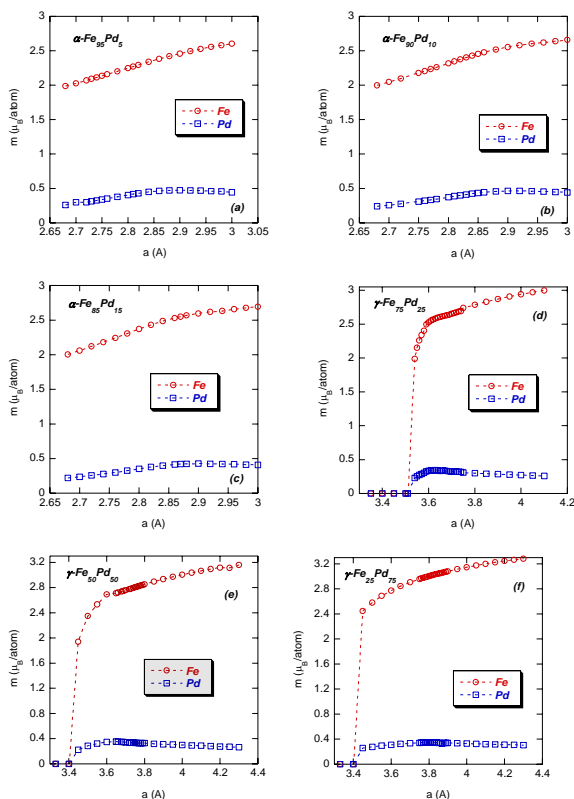 α-Fe95Pd5
3
2.5
2
1.5
1
0.5
0
m (μB/atom)
Fe
Pd
(a)
2.65 2.7 2.75 2.8 2.85 2.9 2.95 3 3.05
a (A)
α-Fe90Pd10
3
2.5
2
1.5
1
0.5
0
m (μB/atom)
Fe
Pd
(b)
2.65 2.7 2.75 2.8 2.85 2.9 2.95 3
a (A)
α-Fe85Pd15
3
2.5
2
1.5
1
0.5
0
m (μB/atom)
Fe
Pd
(c)
2.65 2.7 2.75 2.8 2.85 2.9 2.95 3
a (A)
γ-Fe75Pd25
(d)
3
2.5
2
1.5
1
0.5
0
m (μB/atom)
Fe
Pd
3.4 3.6 3.8 4 4.2
a (A)
γ-Fe50Pd50
(e)
3.2
2.8
2.4
2
1.6
1.2
0.8
0.4
0
m (μB/atom)
Fe
Pd
3.4 3.6 3.8 4 4.2 4.4
a (A)
γ-Fe25Pd75
(f)
3.2
2.8
2.4
2
1.6
1.2
0.8
0.4
0
m (μB/atom)
Fe
Pd
3.4 3.6 3.8 4 4.2 4.4
a (A)